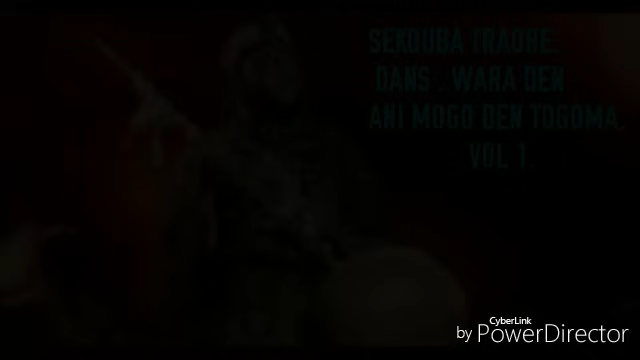 SEKOUBA TRAORE.
DANS . WARA DEN
ANI MOGO DEN TOGOMA.
VOL 1.
CyberLink
by PowerDirector